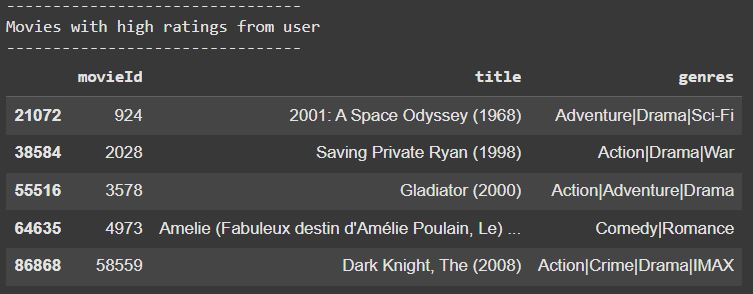 --------------------------------
Movies with high ratings from user
--------------------------------
movieId title genres
21072 924 2001: A Space Odyssey (1968) Adventure|Drama|Sci-Fi
38584 2028 Saving Private Ryan (1998) Action|Drama|War
55516 3578 Gladiator (2000) Action|Adventure|Drama
64635 4973 Amelie (Fabuleux destin d'Amélie Poulain, Le) ... Comedy|Romance
86868 58559 Dark Knight, The (2008) Action|Crime|Drama|IMAX